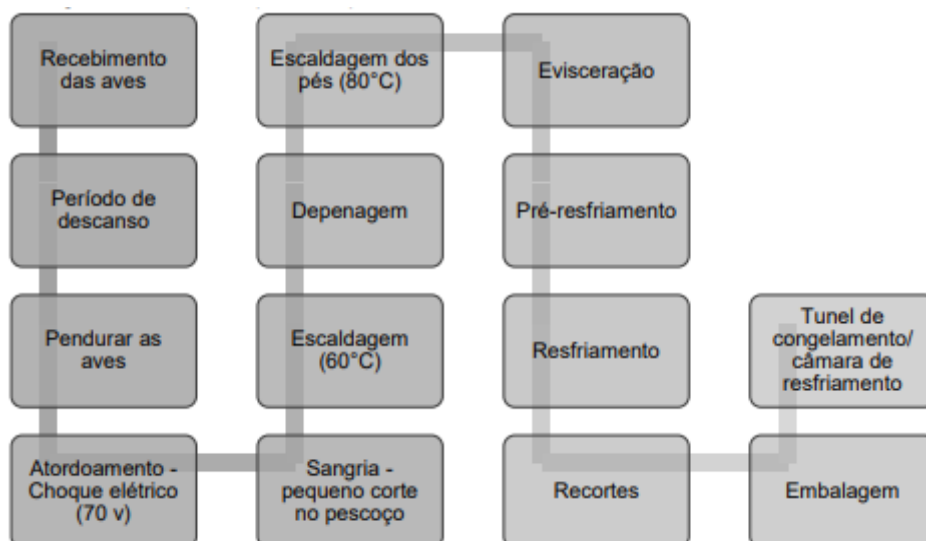 Recebimento
das aves
Período de
descanso
Pendurar as
aves
Atordoamento -
Choque elétrico
(70 v)
Sangria -
pequeno corte
no pescoço
Escaldagem
(60°C)
Depenagem
Escaldagem dos
pés (80°C)
Evisceração
Pré-resfriamento
Resfriamento
Recortes
Embalagem
Tunel de
congelamento/
câmara de
resfriamento